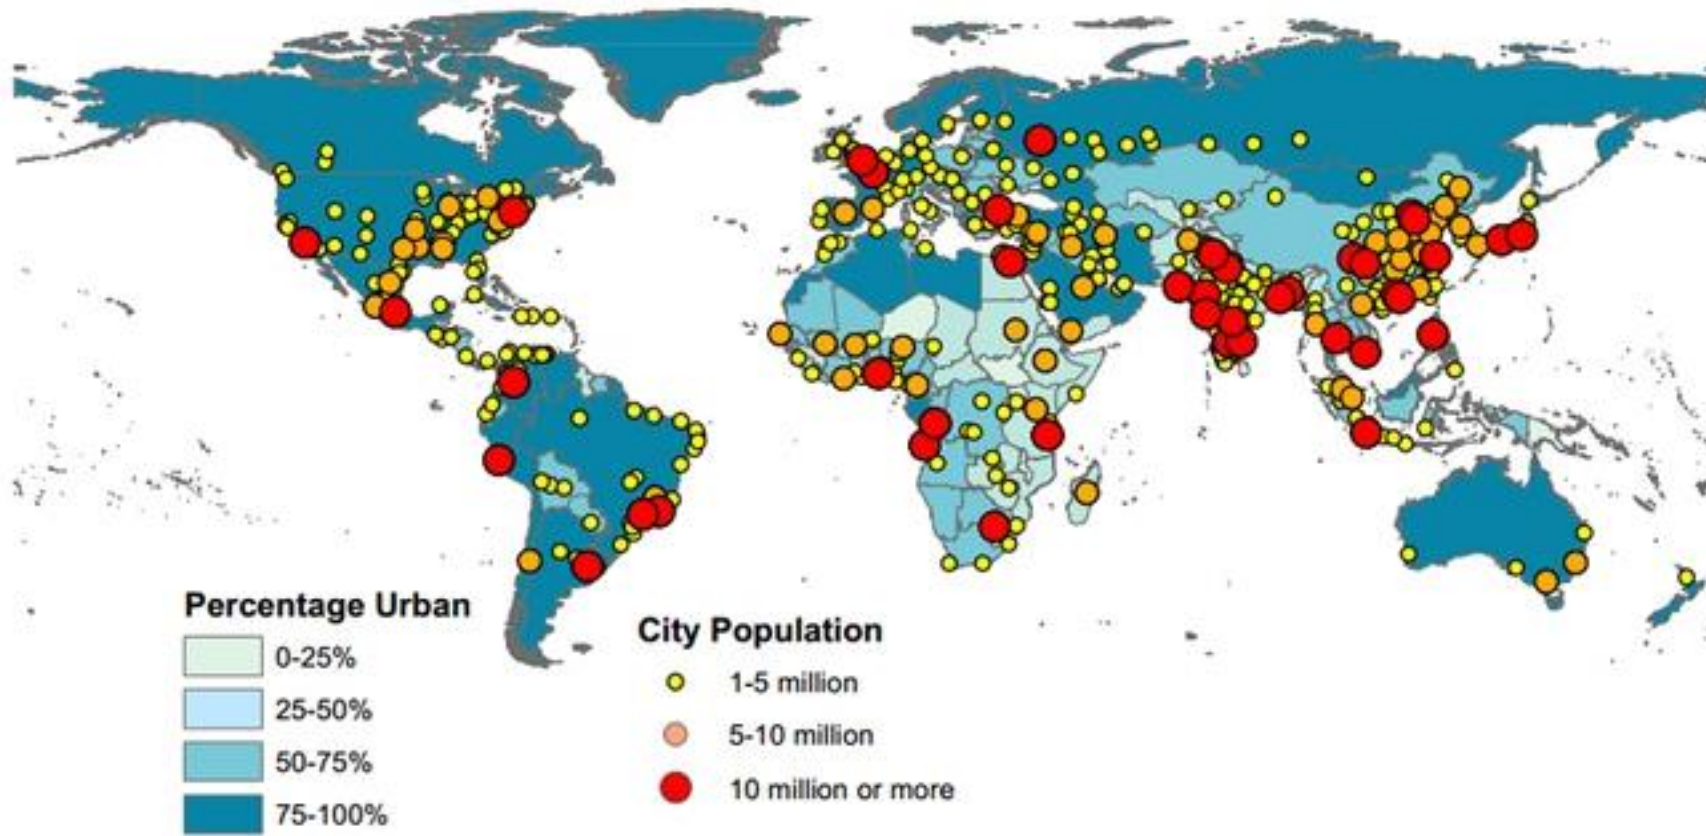 Percentage Urban
0-25%
25-50%
50-75%
75-100%
City Population
1-5 million
5-10 million
10 million or more